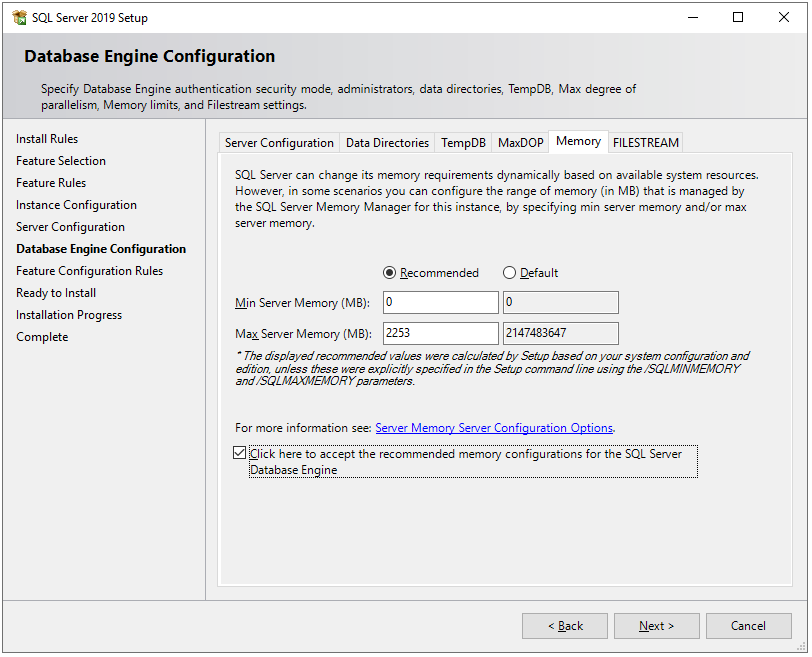 SQL Server 2019 Setup
Database Engine Configuration
Specify Database Engine authentication security mode, administrators, data directories, TempDB, Max degree of
parallelism, Memory limits, and Filestream settings.
Install Rules
Feature Selection
Feature Rules
Instance Configuration
Server Configuration
Database Engine Configuration
Feature Configuration Rules
Ready to Install
Installation Progress
Complete
Server Configuration Data Directories TempDB MaxDOP Memory FILESTREAM
SQL Server can change its memory requirements dynamically based on available system resources.
However, in some scenarios you can configure the range of memory (in MB) that is managed by
the SQL Server Memory Manager for this instance, by specifying min server memory and/or max
server memory.
Recommended Default
Min Server Memory (MB): 0 0
Max Server Memory (MB): 2253 2147483647
* The displayed recommended values were calculated by Setup based on your system configuration and
edition, unless these were explicitly specified in the Setup command line using the /SQLMINMEMORY
and /SQLMAXMEMORY parameters.
For more information see: Server Memory Server Configuration Options.
Click here to accept the recommended memory configurations for the SQL Server
Database Engine
< Back Next > Cancel